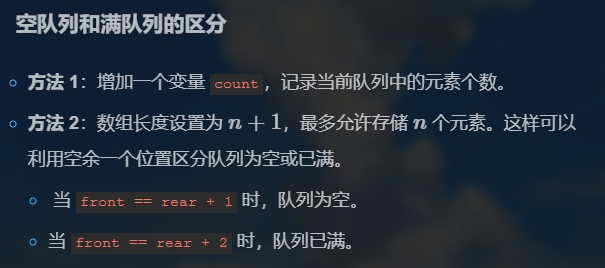 空队列和满队列的区分
方法 1：增加一个变量 count，记录当前队列中的元素个数。
方法 2：数组长度设置为 n + 1，最多允许存储 n 个元素。这样可以
利用空余一个位置区分队列为空或已满。
当 front == rear + 1 时，队列为空。
当 front == rear + 2 时，队列已满。